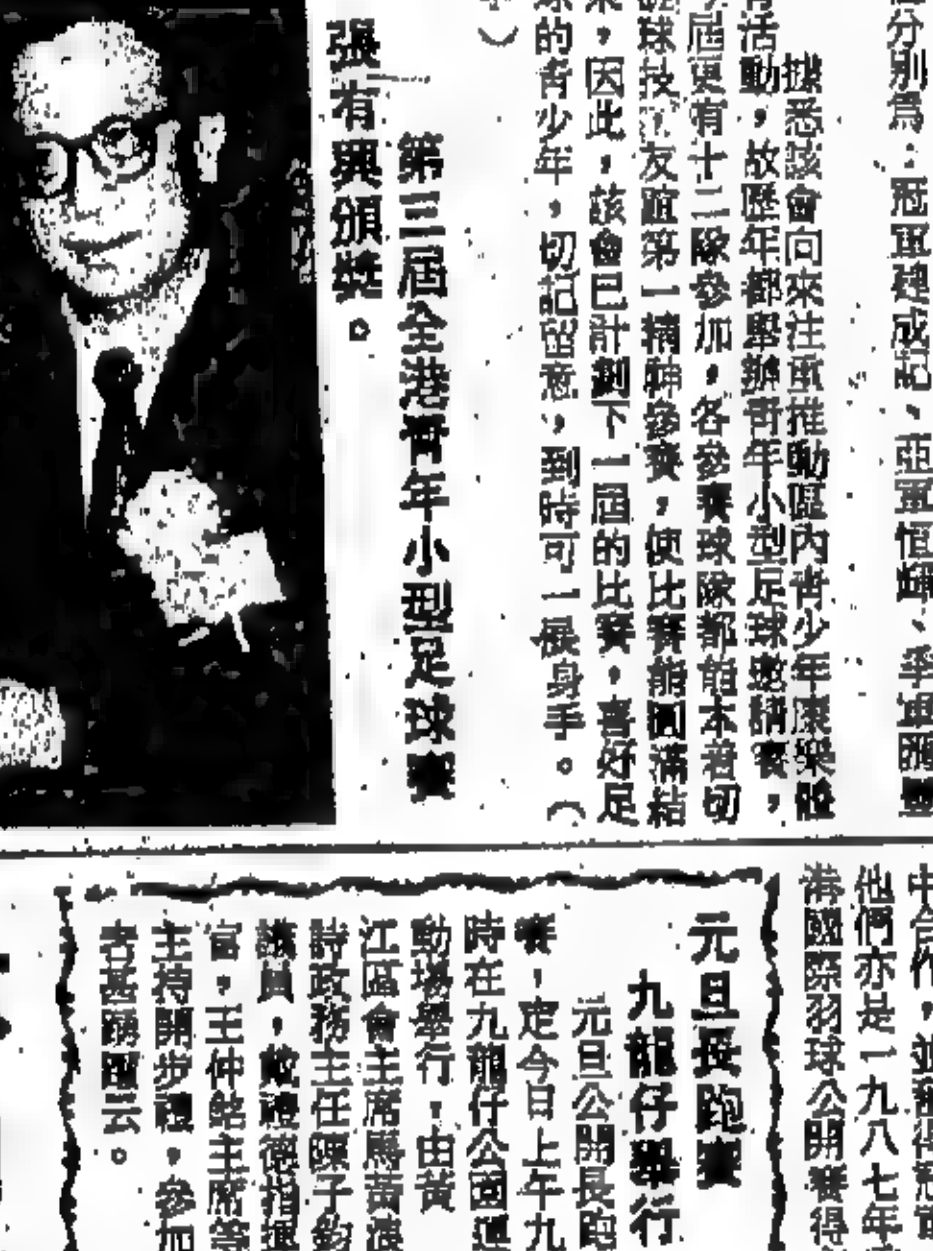 分別為：冠軍建成記、亞軍恒輝、季軍
據悉該會向來注重推動區內青少年康樂體
育活動，故歷年都舉辦青年小型足球邀請賽，
屆更有十二隊參加，各參賽球隊都能本着切
磋球技，友誼第一精神參賽，使比賽能圓滿結
束，因此，該會已計劃下一屆的比賽，喜好足
球的青少年，切記留意，到時可一展身手。（
）
第三屆全港青年小型足球賽
張有興頒獎。
中合作，並
他們亦是一九八七年
港國際羽球公開賽得
元旦長跑賽
九龍仔舉行
元旦公開長跑
賽，定今日上午九
時在九龍仔公園運
動場舉行，由黃
江區會主席馬黃
詩政務主任陳子鈞
議員，戴禮德指揮
官，王仲銘主席等
主持開步禮，參加
者甚踴躍云。